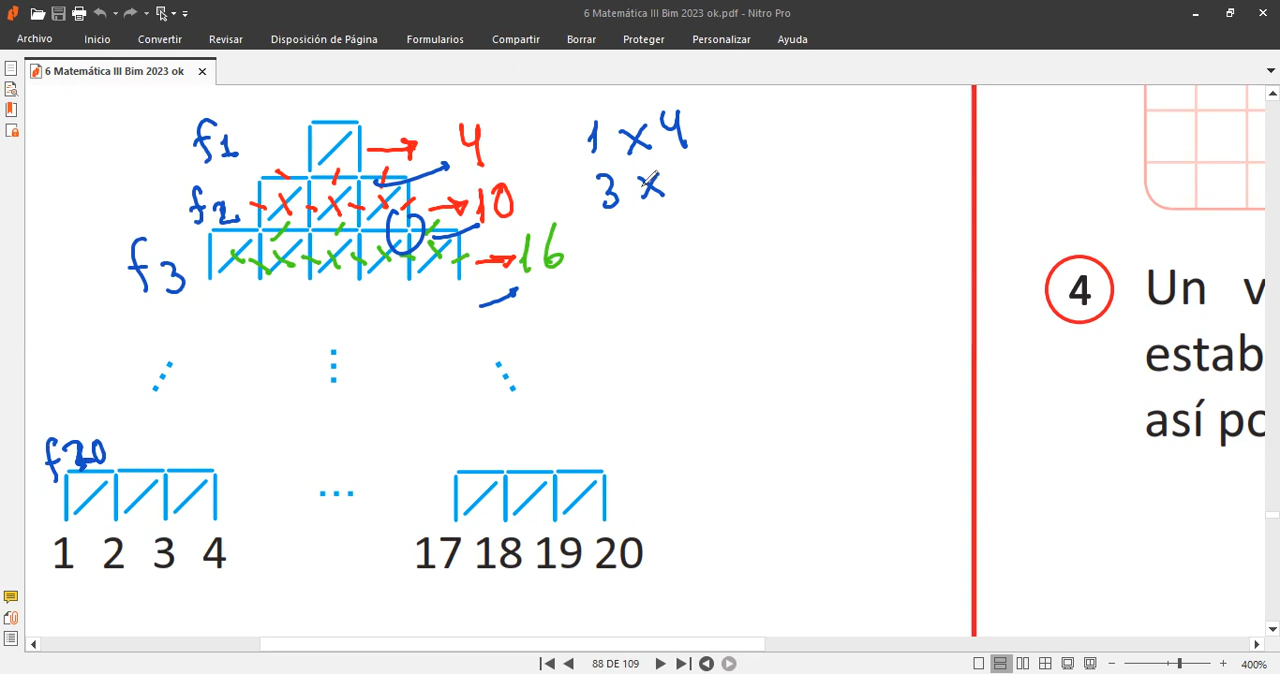 6 Matemática III Bim 2023 ok.pdf - Nitro Pro
Archivo Inicio Convertir Revisar Disposición de Página Formularios Compartir Borrar Proteger Personalizar Ayuda
6 Matemática III Bim 2023 ok
f1 4 1 x 4
f2 10 3 x
f3 16
4 Un v
estab
así po
f20
...
1 2 3 4 17 18 19 20
88 DE 109
400%